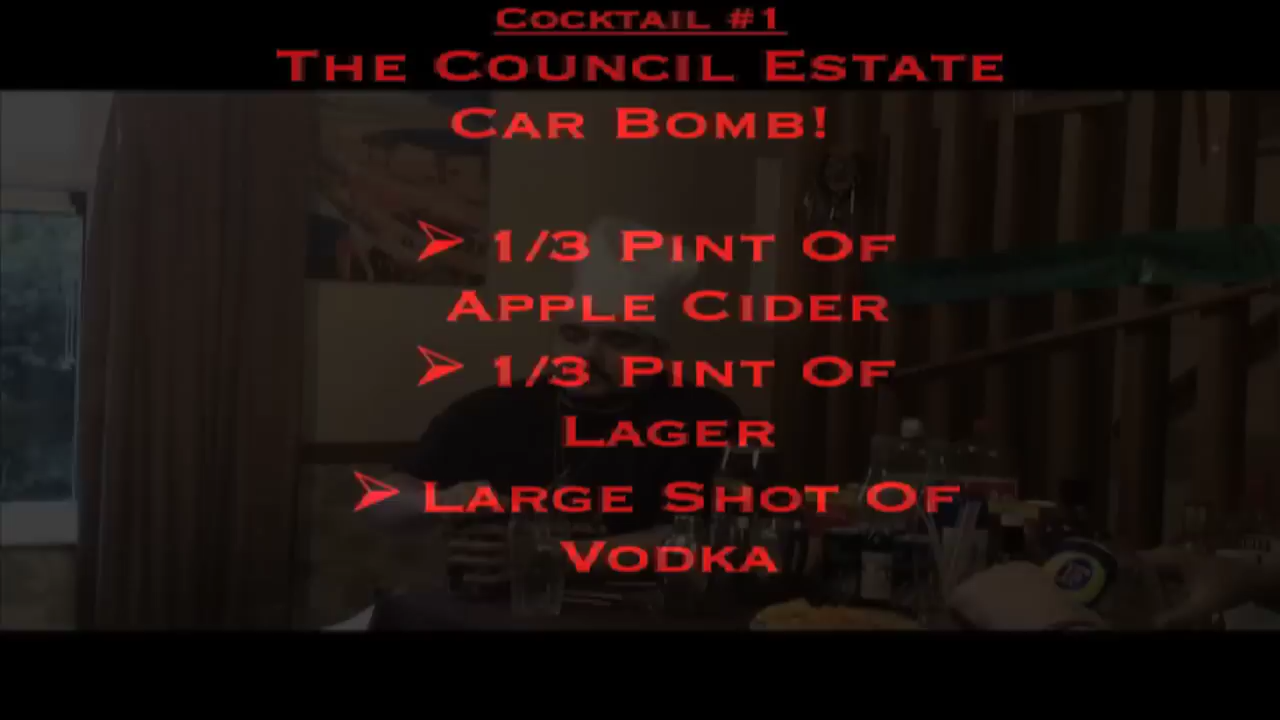 Cocktail #1
The Council Estate
Car Bomb!
➢ 1/3 Pint Of
Apple Cider
➢ 1/3 Pint Of
Lager
➢ Large Shot Of
Vodka